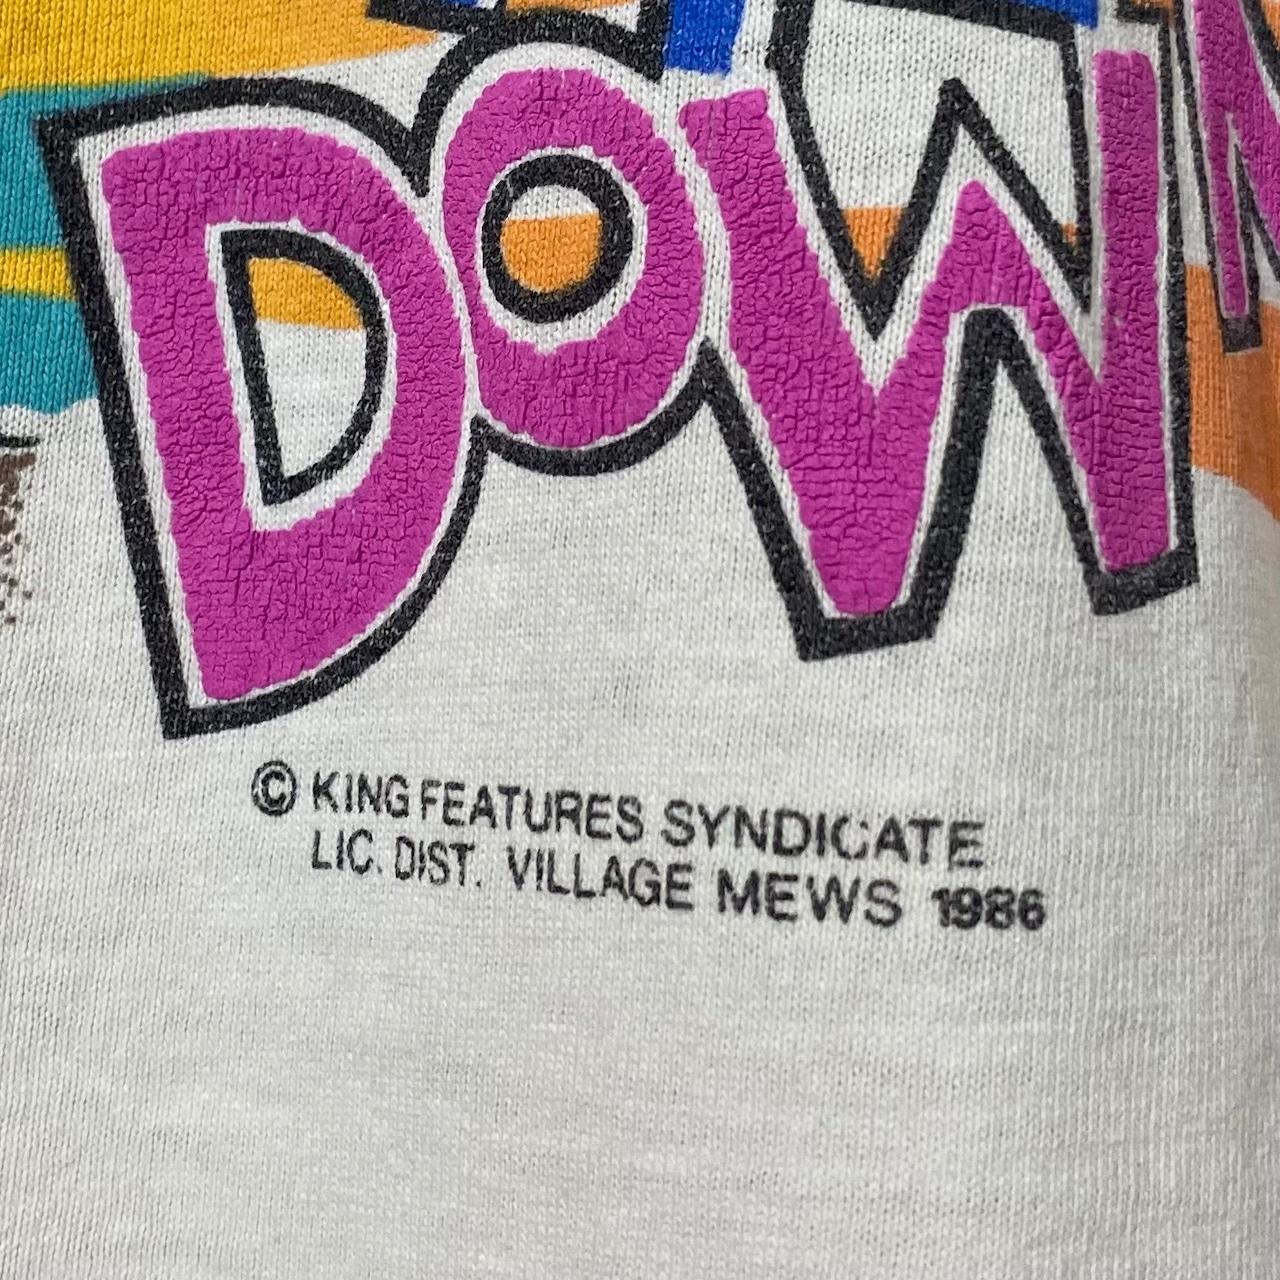 DOWN
© KING FEATURES SYNDICATE
LIC. DIST. VILLAGE MEWS 1986